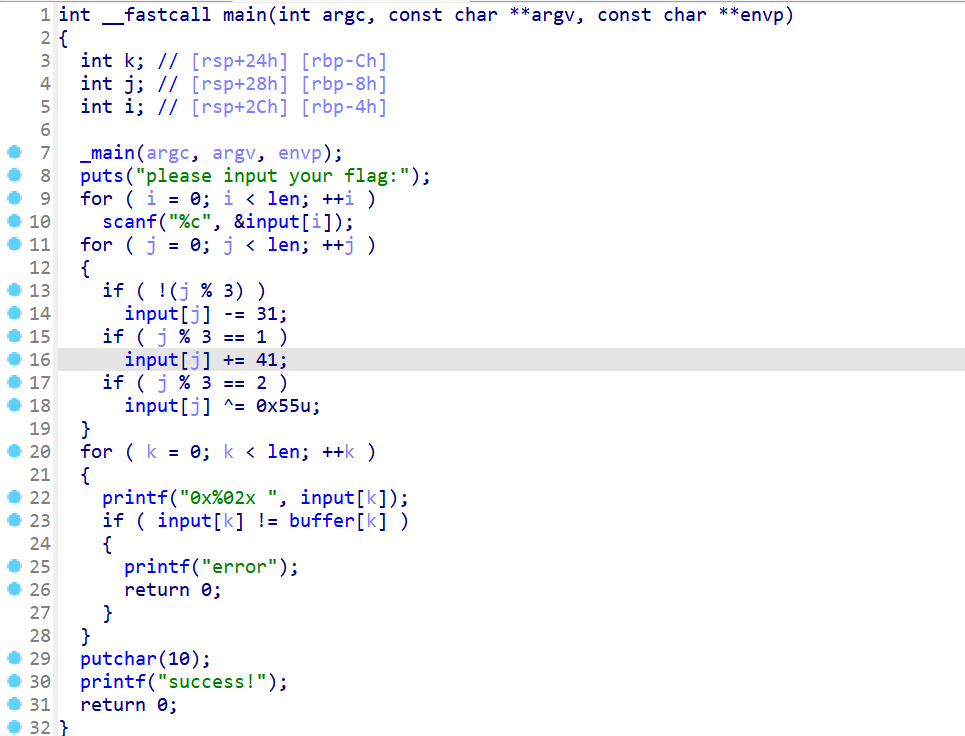 1 int __fastcall main(int argc, const char **argv, const char **envp)
2 {
3   int k; // [rsp+24h] [rbp-Ch]
4   int j; // [rsp+28h] [rbp-8h]
5   int i; // [rsp+2Ch] [rbp-4h]
6
7   _main(argc, argv, envp);
8   puts("please input your flag:");
9   for ( i = 0; i < len; ++i )
10     scanf("%c", &input[i]);
11   for ( j = 0; j < len; ++j )
12   {
13     if ( !(j % 3) )
14       input[j] -= 31;
15     if ( j % 3 == 1 )
16       input[j] += 41;
17     if ( j % 3 == 2 )
18       input[j] ^= 0x55u;
19   }
20   for ( k = 0; k < len; ++k )
21   {
22     printf("0x%02x ", input[k]);
23     if ( input[k] != buffer[k] )
24     {
25       printf("error");
26       return 0;
27     }
28   }
29   putchar(10);
30   printf("success!");
31   return 0;
32 }